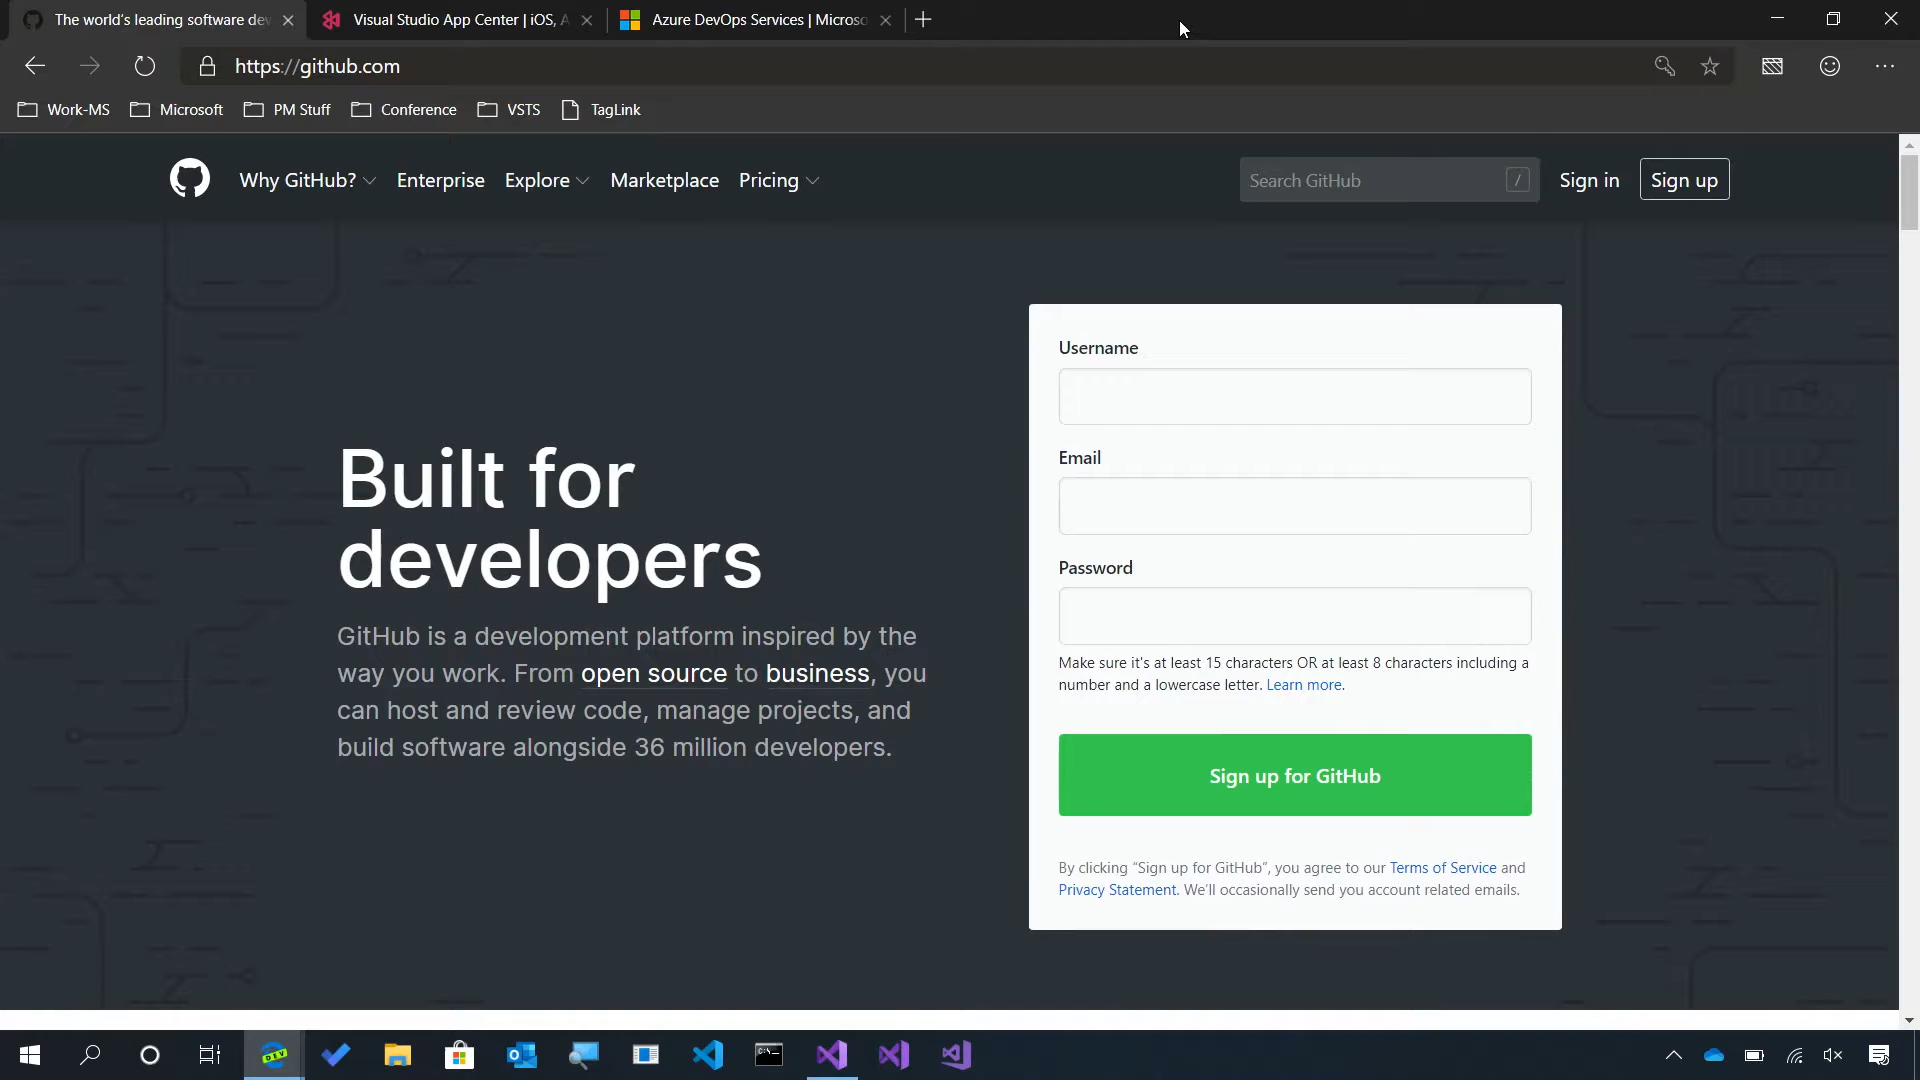 The world's leading software dev
Visual Studio App Center | iOS, A
Azure DevOps Services | Microso
https://github.com
Work-MS
Microsoft
PM Stuff
Conference
VSTS
TagLink
Why GitHub?
Enterprise
Explore
Marketplace
Pricing
Search GitHub
/
Sign in
Sign up
Built for
developers
GitHub is a development platform inspired by the
way you work. From open source to business, you
can host and review code, manage projects, and
build software alongside 36 million developers.
Username
Email
Password
Make sure it's at least 15 characters OR at least 8 characters including a
number and a lowercase letter. Learn more.
Sign up for GitHub
By clicking “Sign up for GitHub”, you agree to our Terms of Service and
Privacy Statement. We’ll occasionally send you account related emails.
DEV